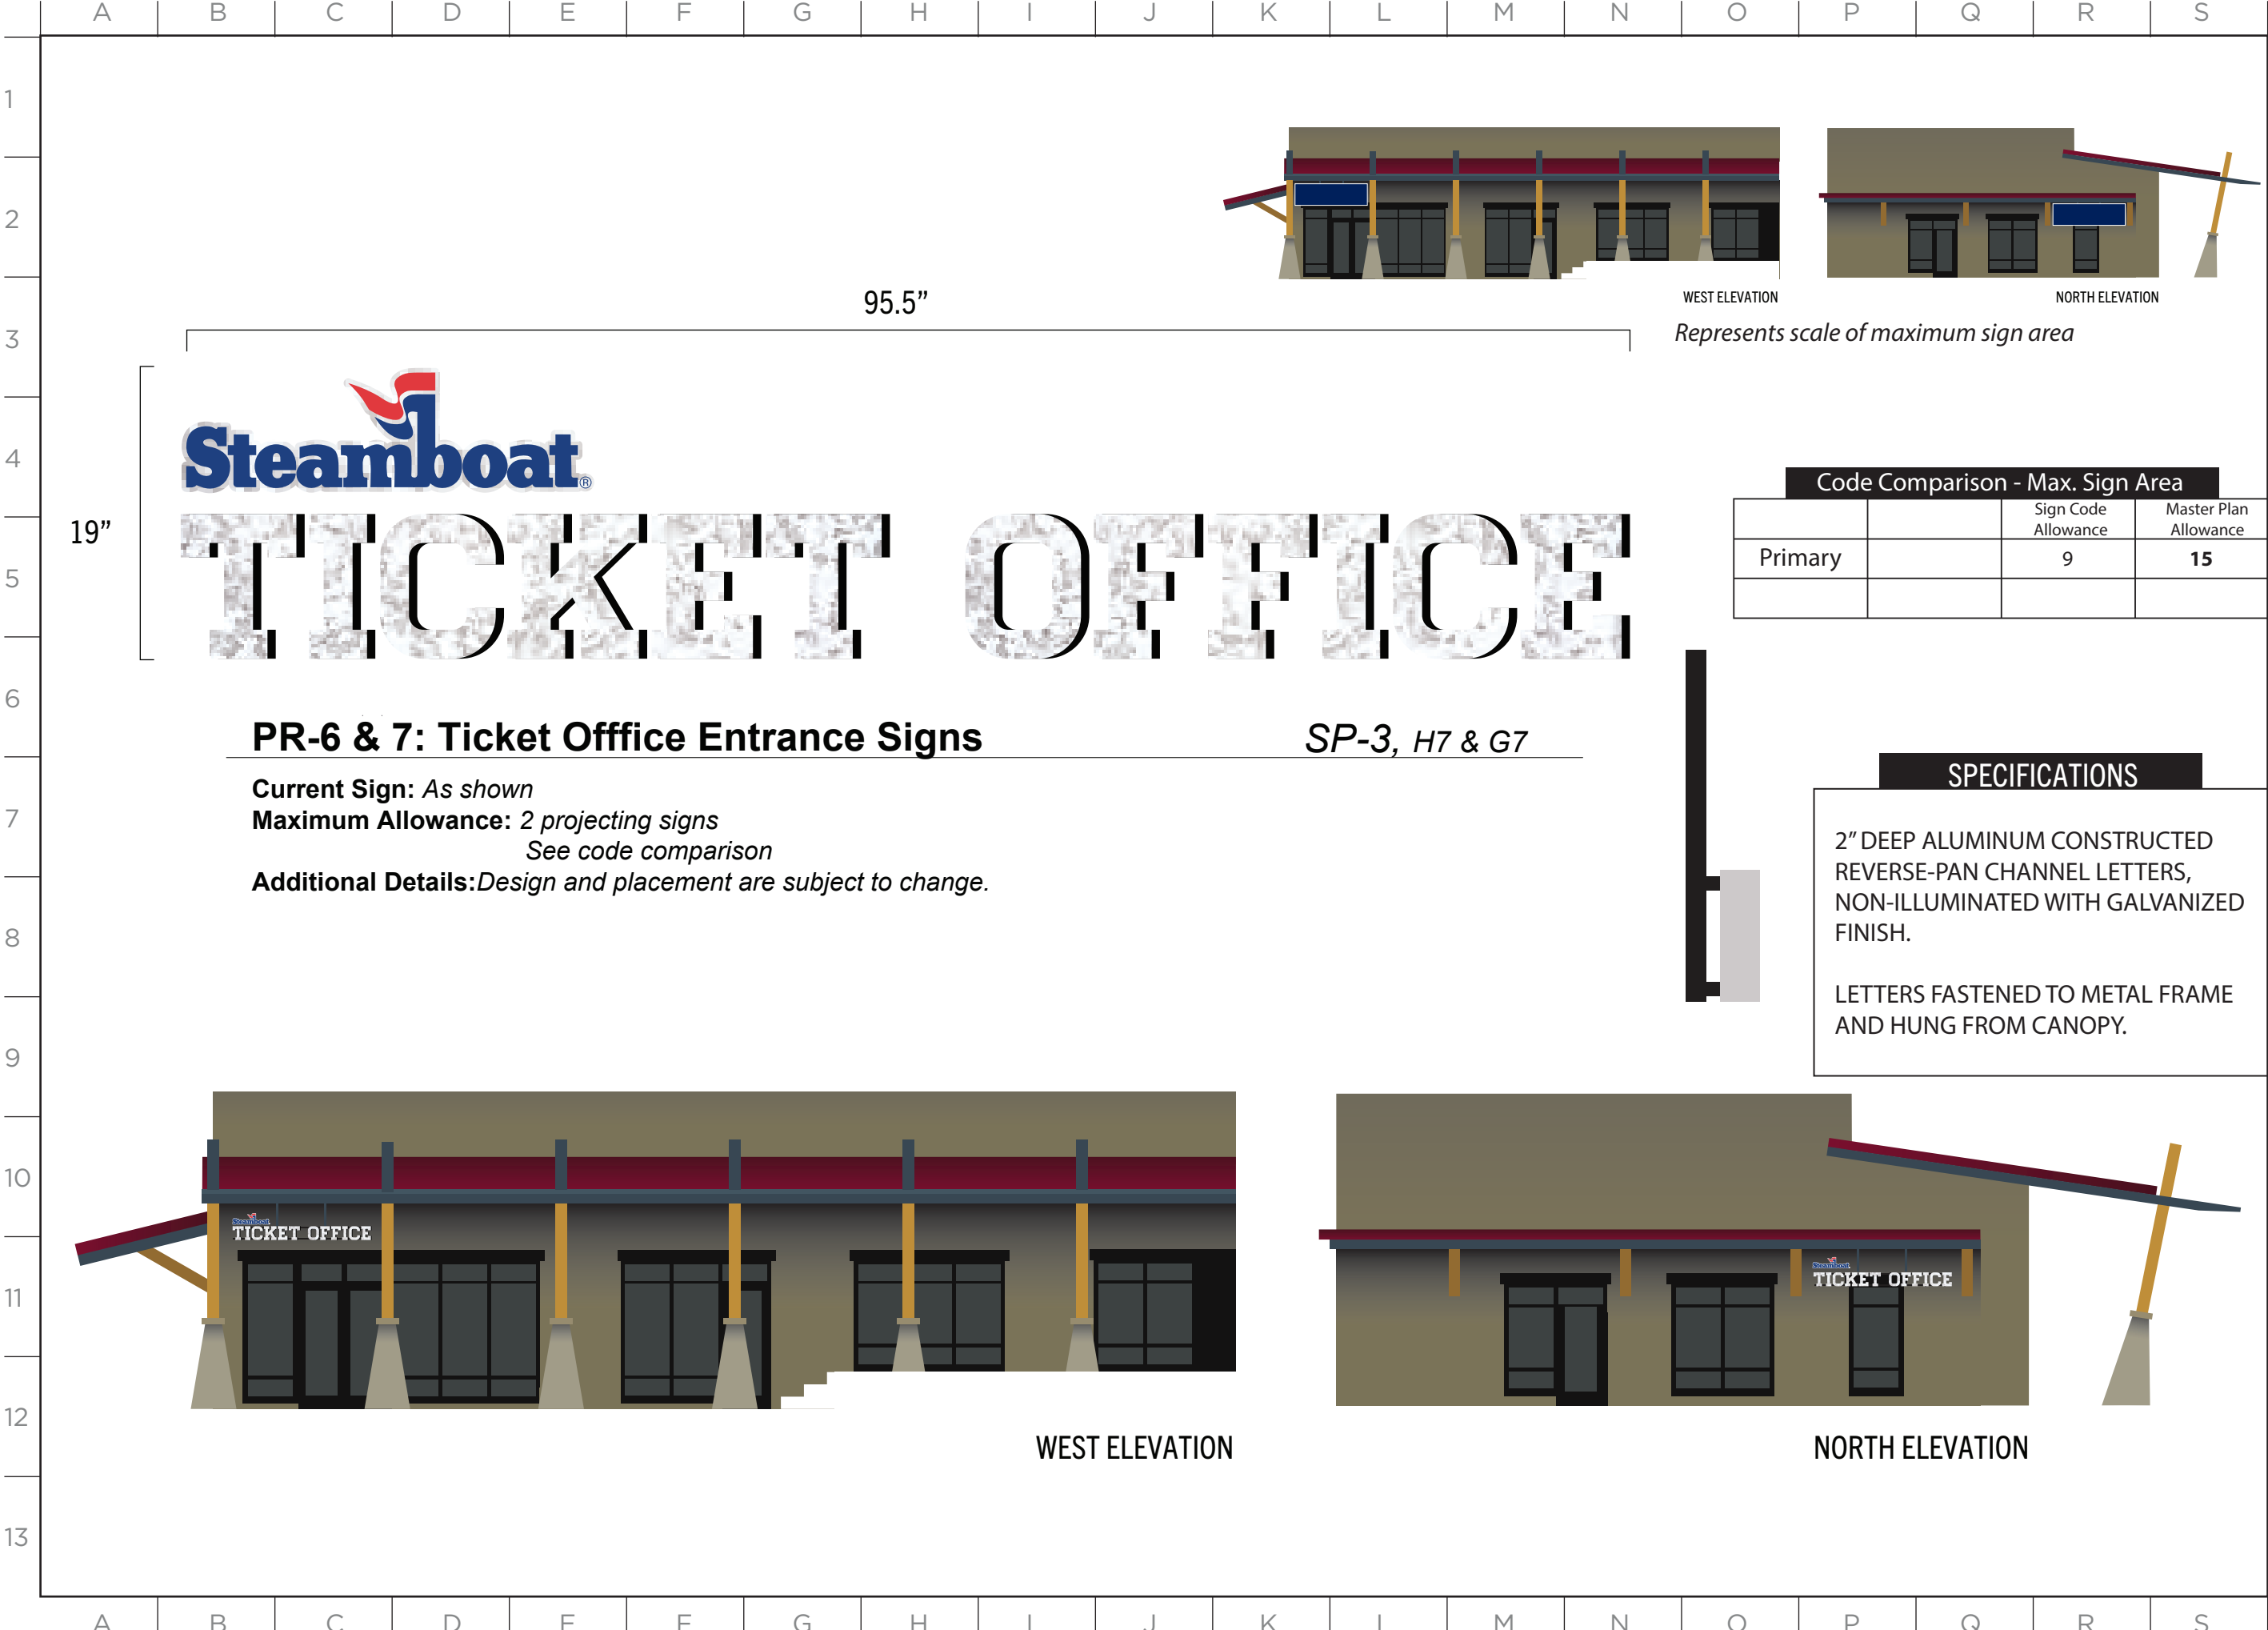 A B C D E F G H I J K L M N O P Q R S
1
2
WEST ELEVATION
NORTH ELEVATION
95.5”
3
Represents scale of maximum sign area
Steamboat®
4
Code Comparison - Max. Sign Area
Sign Code Allowance
Master Plan Allowance
19”
TICKET OFFICE
Primary 9 15
5
6
PR-6 & 7: Ticket Offfice Entrance Signs
SP-3, H7 & G7
Current Sign: As shown
Maximum Allowance: 2 projecting signs
See code comparison
Additional Details:Design and placement are subject to change.
SPECIFICATIONS
7
2” DEEP ALUMINUM CONSTRUCTED
REVERSE-PAN CHANNEL LETTERS,
NON-ILLUMINATED WITH GALVANIZED
FINISH.
8
LETTERS FASTENED TO METAL FRAME
AND HUNG FROM CANOPY.
9
10
Steamboat
TICKET OFFICE
Steamboat
TICKET OFFICE
11
12
WEST ELEVATION
NORTH ELEVATION
13
A B C D E F G H I J K L M N O P Q R S